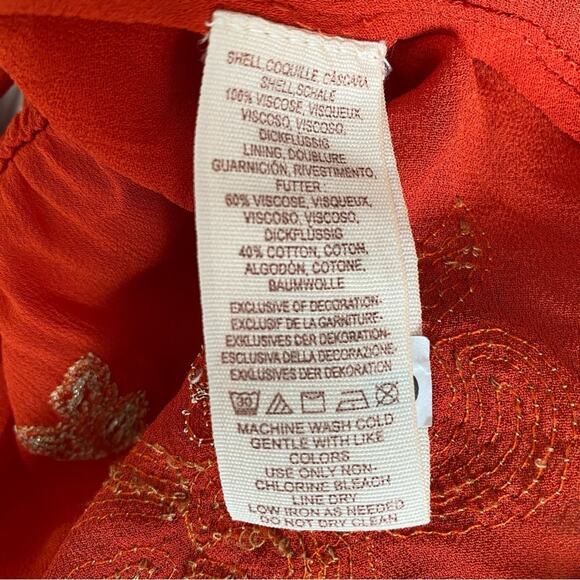 SHELL, COQUILLE, CÁSCARA
SHELL, SCHALE
100% VISCOSE, VISQUEUX
VISCOSO, VISCOSO,
DICKFLÜSSIG
LINING, DOUBLURE
GUARNICIÓN, RIVESTIMENTO,
FUTTER:
60% VISCOSE, VISQUEUX,
VISCOSO, VISCOSO,
DICKFLÜSSIG
40% COTTON, COTON,
ALGODÓN, COTONE,
BAUMWOLLE
EXCLUSIVE OF DECORATION-
EXCLUSIF DE LA GARNITURE-
EXKLUSIVES DER DEKORATION-
ESCLUSIVA DELLA DECORAZIONE-
EXKLUSIVES DER DEKORATION
30
MACHINE WASH COLD
GENTLE WITH LIKE
COLORS
USE ONLY NON-
CHLORINE BLEACH
LINE DRY
LOW IRON AS NEEDED
DO NOT DRY CLEAN